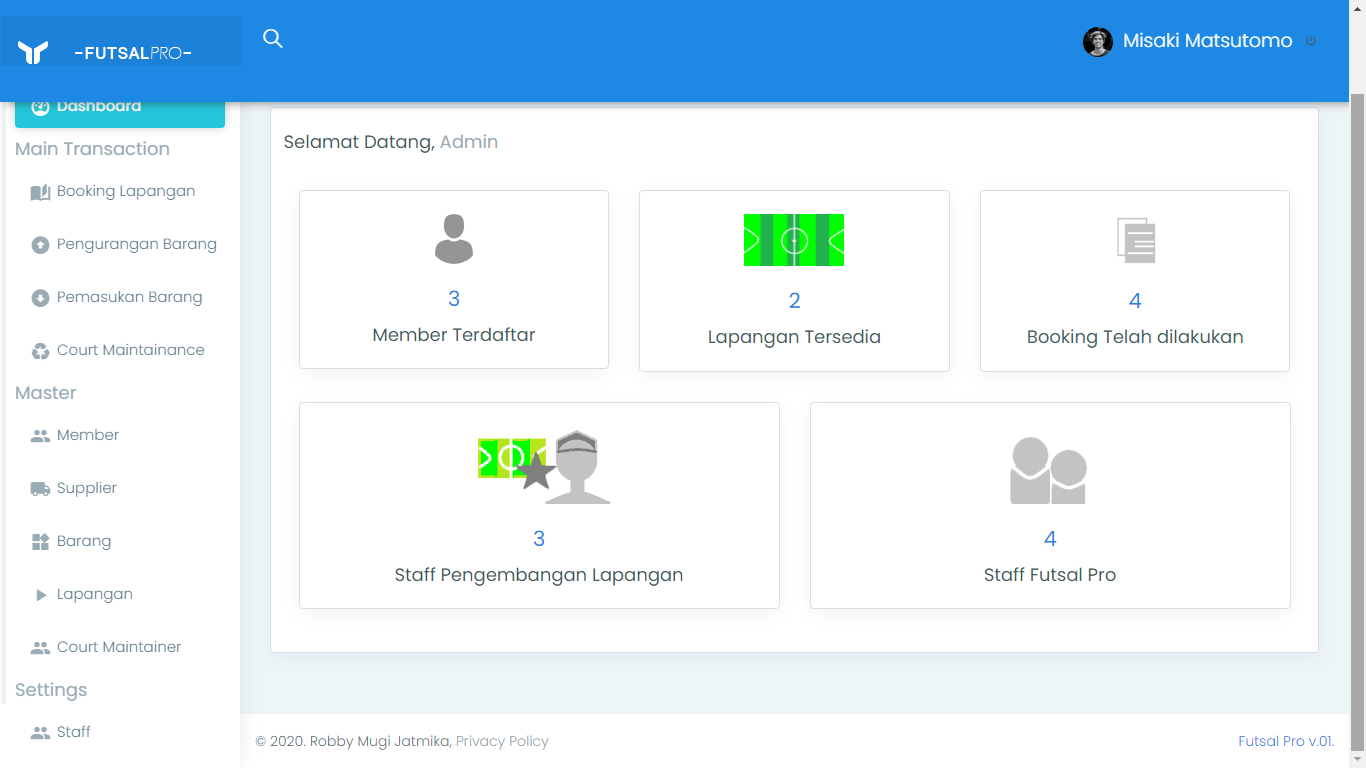 -FUTSALPRO-
Misaki Matsutomo
Dashboard
Main Transaction
Booking Lapangan
Pengurangan Barang
Pemasukan Barang
Court Maintainance
Master
Member
Supplier
Barang
Lapangan
Court Maintainer
Settings
Staff
Selamat Datang, Admin
3
Member Terdaftar
2
Lapangan Tersedia
4
Booking Telah dilakukan
3
Staff Pengembangan Lapangan
4
Staff Futsal Pro
© 2020. Robby Mugi Jatmika, Privacy Policy
Futsal Pro v.01.